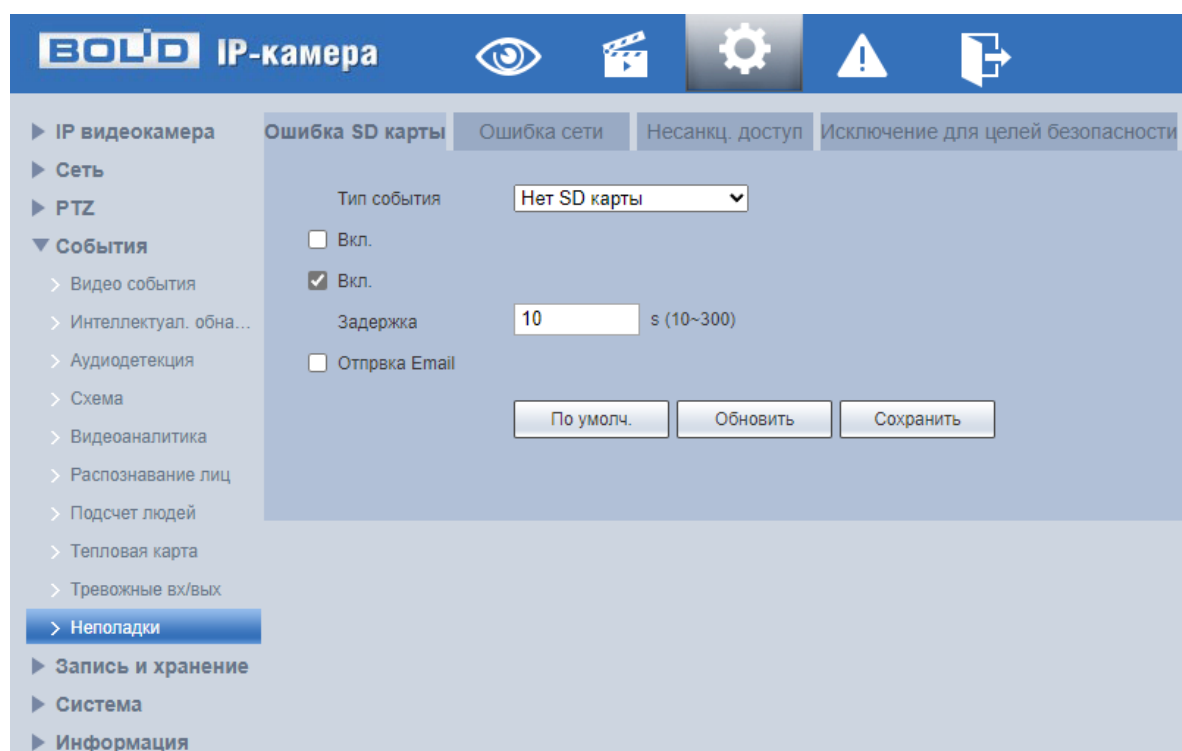 BOLID IP-камера
IP видеокамера
Сеть
PTZ
События
Видео события
Интеллектуал. обна...
Аудиодетекция
Схема
Видеоаналитика
Распознавание лиц
Подсчет людей
Тепловая карта
Тревожные вх/вых
Неполадки
Запись и хранение
Система
Информация
Ошибка SD карты Ошибка сети Несанкц. доступ Исключение для целей безопасности
Тип события Нет SD карты
Вкл.
Вкл.
Задержка 10 s (10~300)
Отпрвка Email
По умолч. Обновить Сохранить